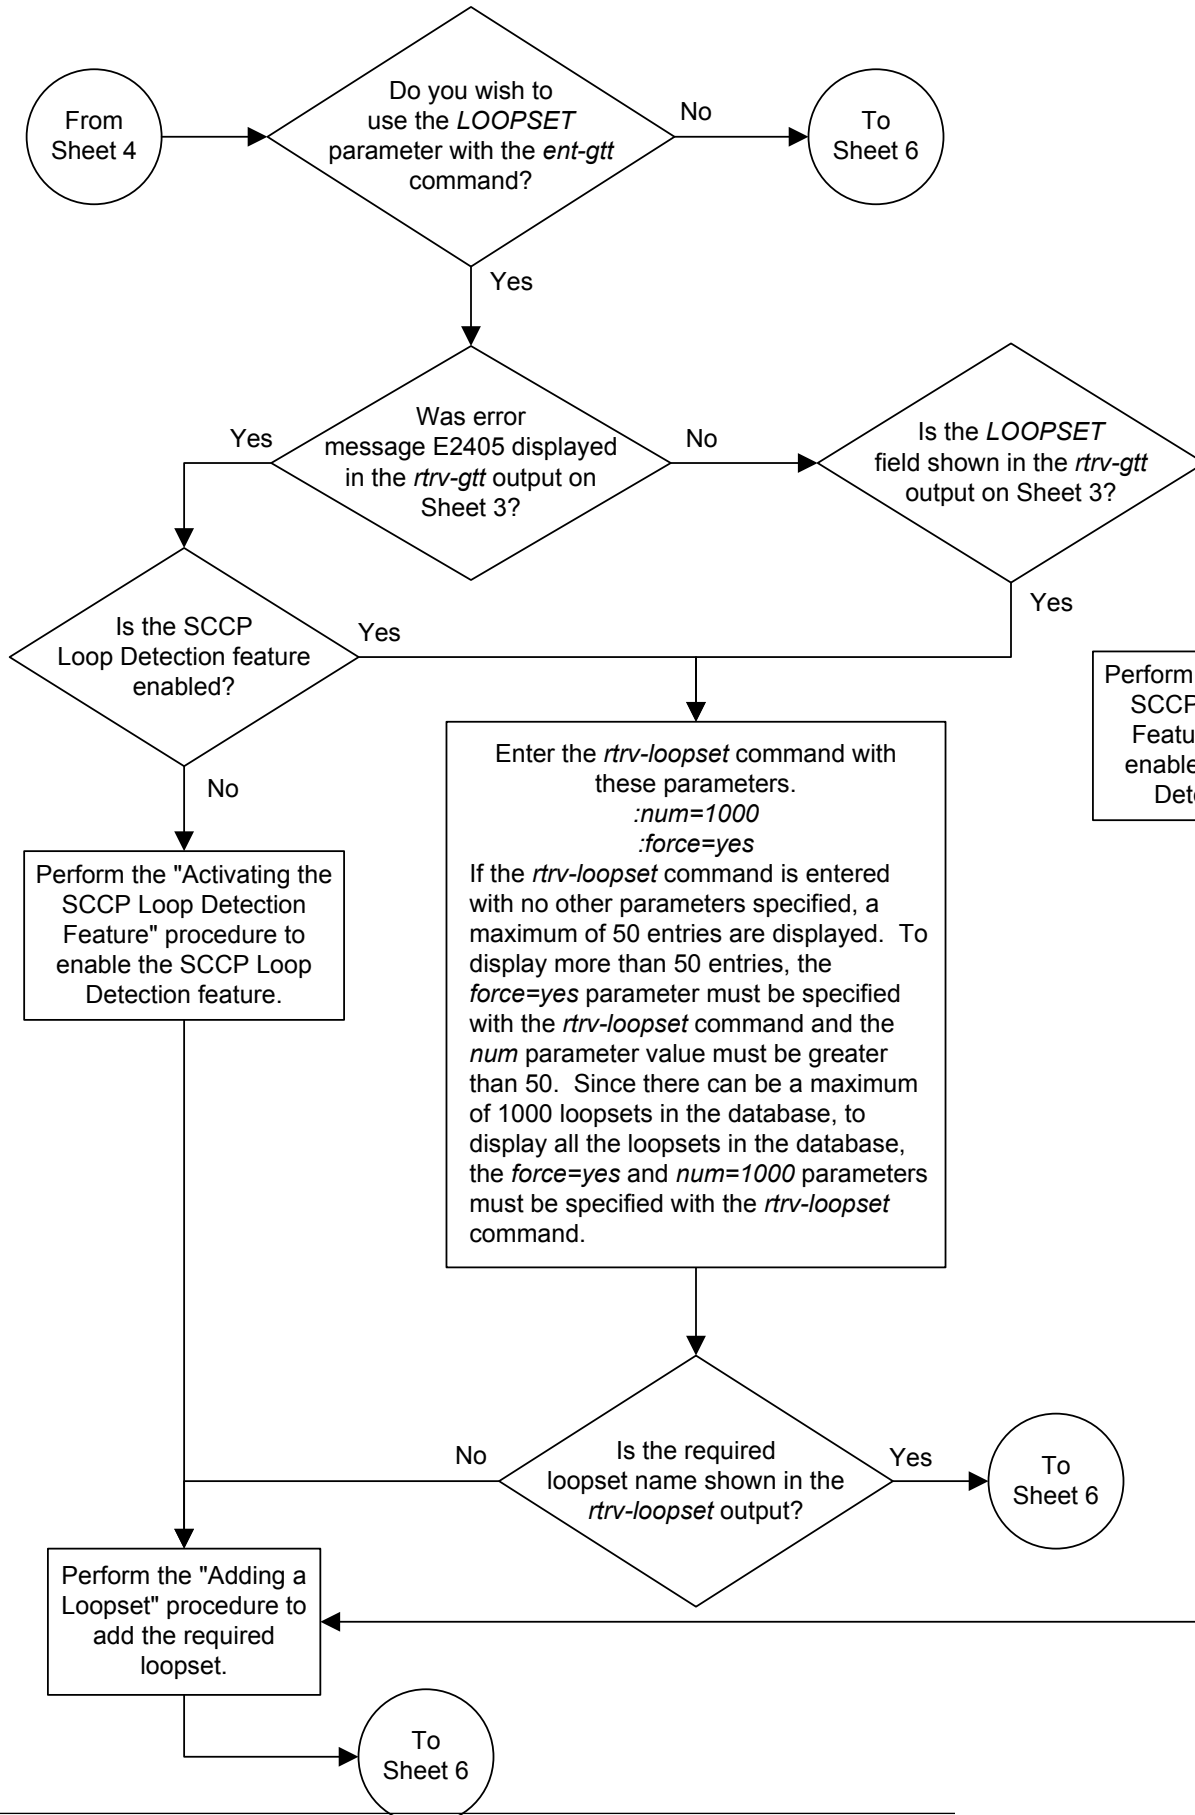 From
Sheet 4
Do you wish to
use the LOOPSET
parameter with the ent-gtt
command?
No
To
Sheet 6
Yes
Was error
message E2405 displayed
in the rtrv-gtt output on
Sheet 3?
Yes
No
Is the LOOPSET
field shown in the rtrv-gtt
output on Sheet 3?
Yes
Is the SCCP
Loop Detection feature
enabled?
Yes
No
Perform
SCCP
Featu
enable
Dete
Enter the rtrv-loopset command with
these parameters.
:num=1000
:force=yes
If the rtrv-loopset command is entered
with no other parameters specified, a
maximum of 50 entries are displayed.  To
display more than 50 entries, the
force=yes parameter must be specified
with the rtrv-loopset command and the
num parameter value must be greater
than 50.  Since there can be a maximum
of 1000 loopsets in the database, to
display all the loopsets in the database,
the force=yes and num=1000 parameters
must be specified with the rtrv-loopset
command.
Perform the "Activating the
SCCP Loop Detection
Feature" procedure to
enable the SCCP Loop
Detection feature.
No
Is the required
loopset name shown in the
rtrv-loopset output?
Yes
To
Sheet 6
Perform the "Adding a
Loopset" procedure to
add the required
loopset.
To
Sheet 6